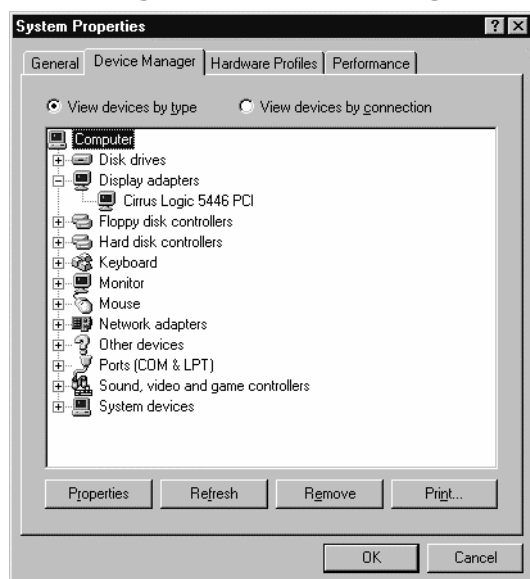 System Properties
General Device Manager Hardware Profiles Performance
View devices by type View devices by connection
Computer
Disk drives
Display adapters
Cirrus Logic 5446 PCI
Floppy disk controllers
Hard disk controllers
Keyboard
Monitor
Mouse
Network adapters
Other devices
Ports (COM & LPT)
Sound, video and game controllers
System devices
Properties Refresh Remove Print...
OK Cancel